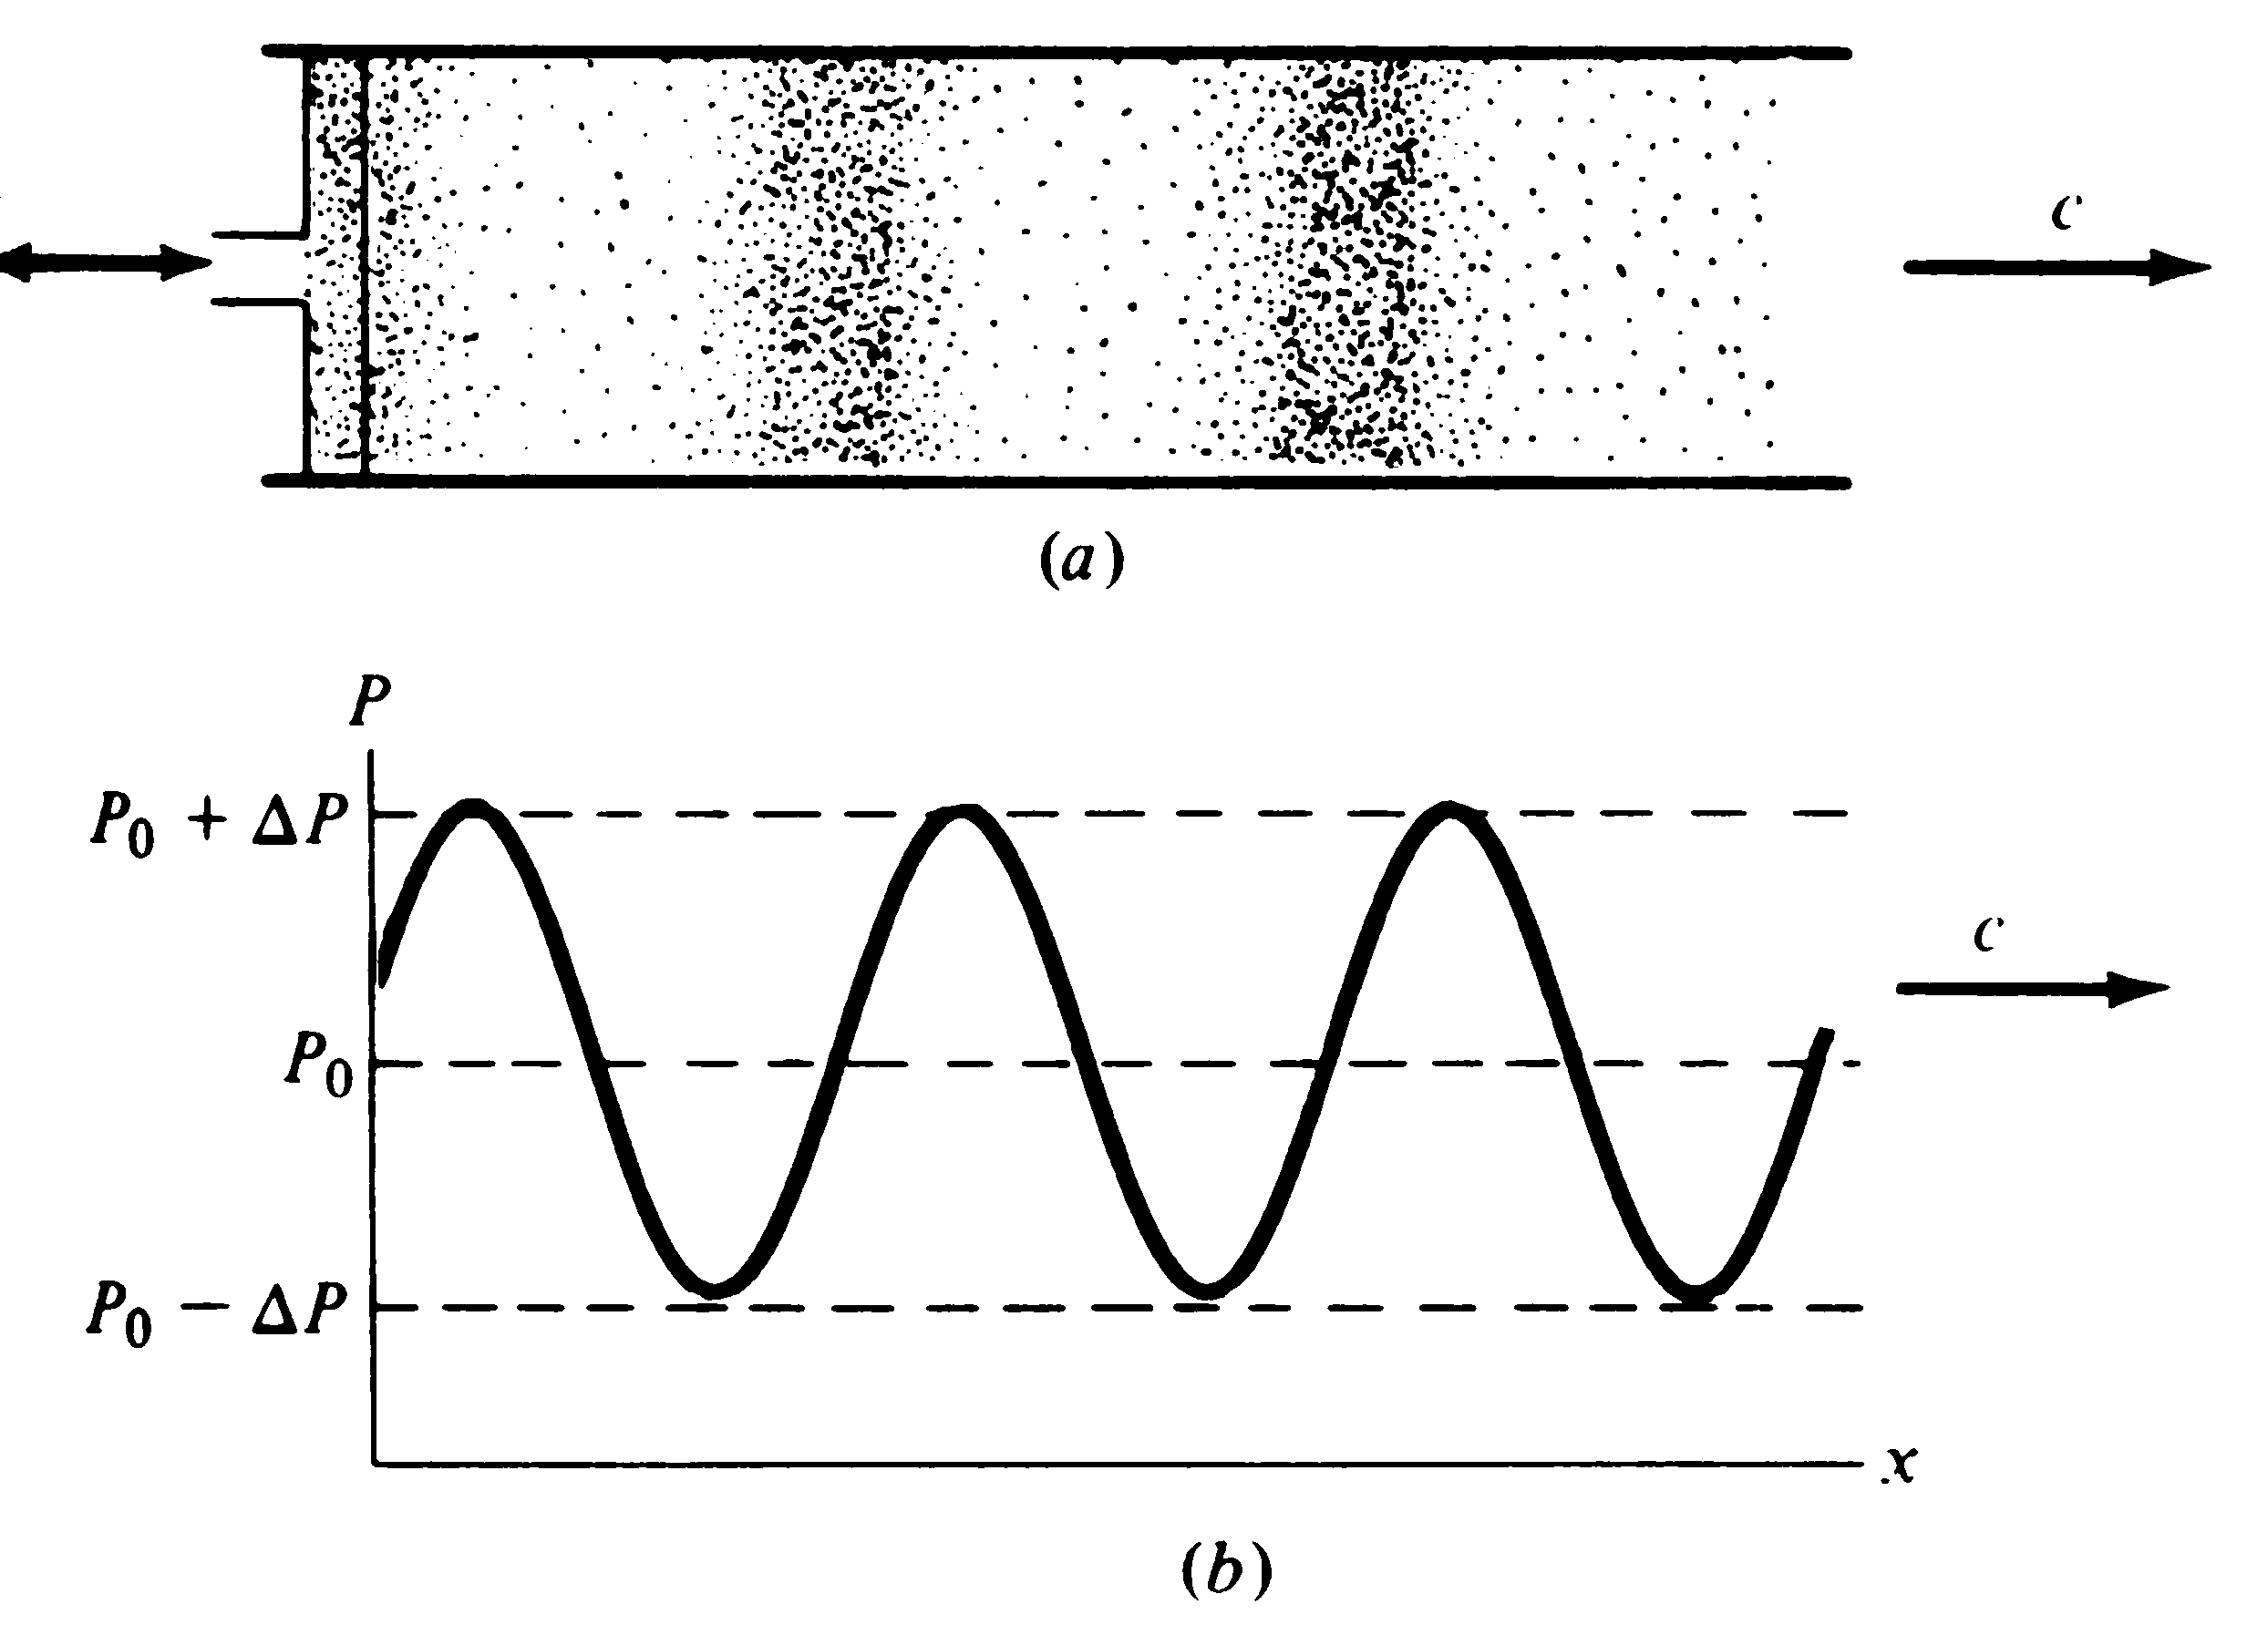 c
(a)
P
P₀ + ΔP
c
P₀
P₀ − ΔP
x
(b)